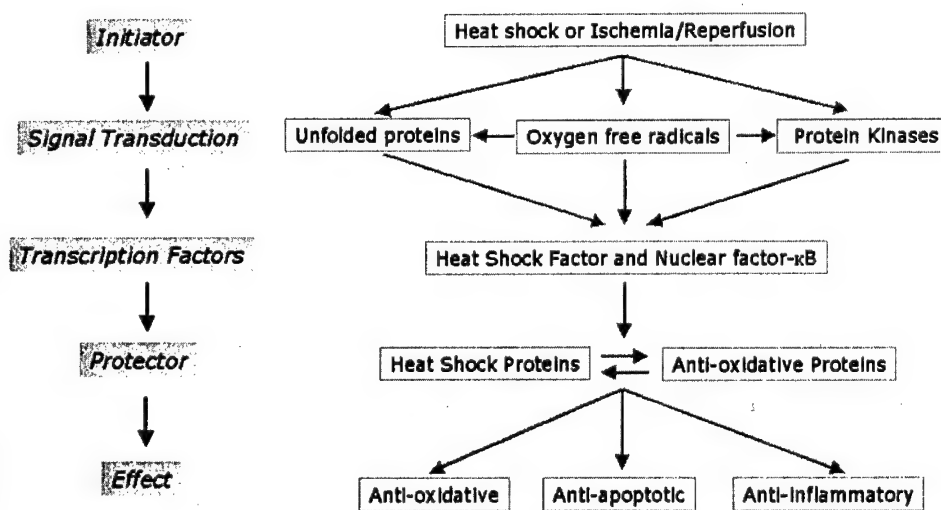 Initiator
Heat shock or Ischemia/Reperfusion
Signal Transduction
Unfolded proteins
Oxygen free radicals
Protein Kinases
Transcription Factors
Heat Shock Factor and Nuclear factor-κB
Protector
Heat Shock Proteins
Anti-oxidative Proteins
Effect
Anti-oxidative
Anti-apoptotic
Anti-inflammatory